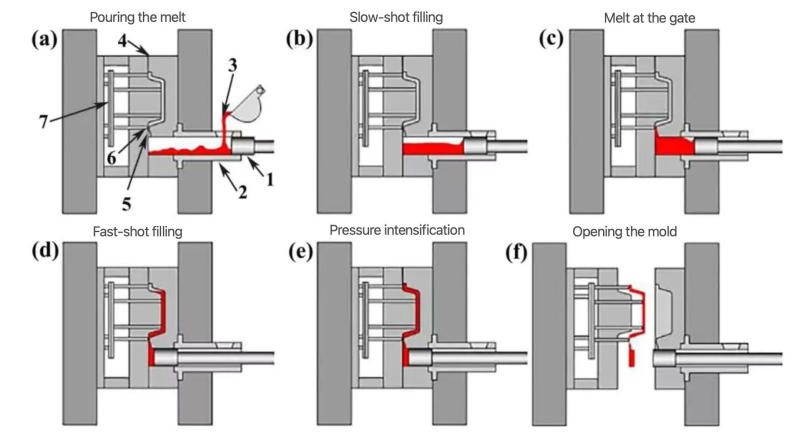 Pouring the melt
Slow-shot filling
Melt at the gate
(a)
(b)
(c)
4
3
7
6
5
2
1
Fast-shot filling
Pressure intensification
Opening the mold
(d)
(e)
(f)